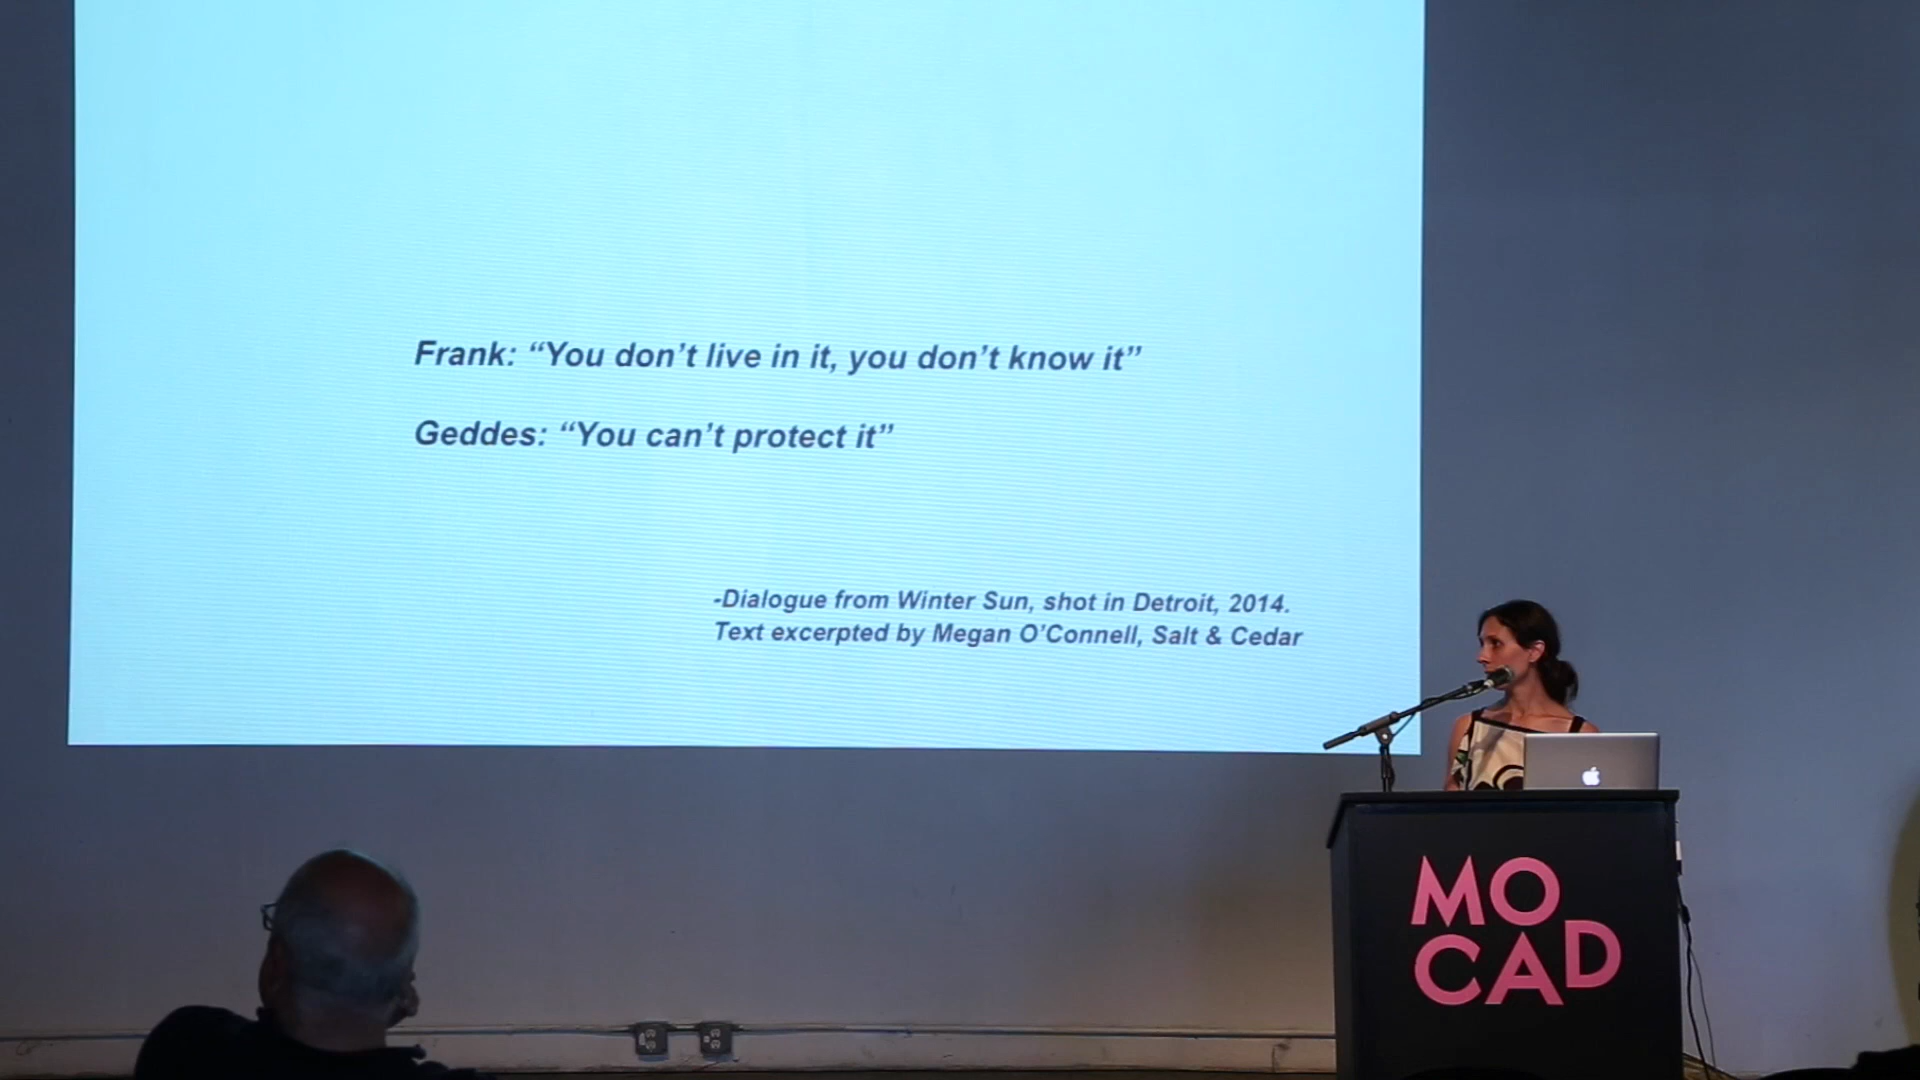 Frank: “You don’t live in it, you don’t know it”
Geddes: “You can’t protect it”
-Dialogue from Winter Sun, shot in Detroit, 2014.
Text excerpted by Megan O’Connell, Salt & Cedar
MO
CAD